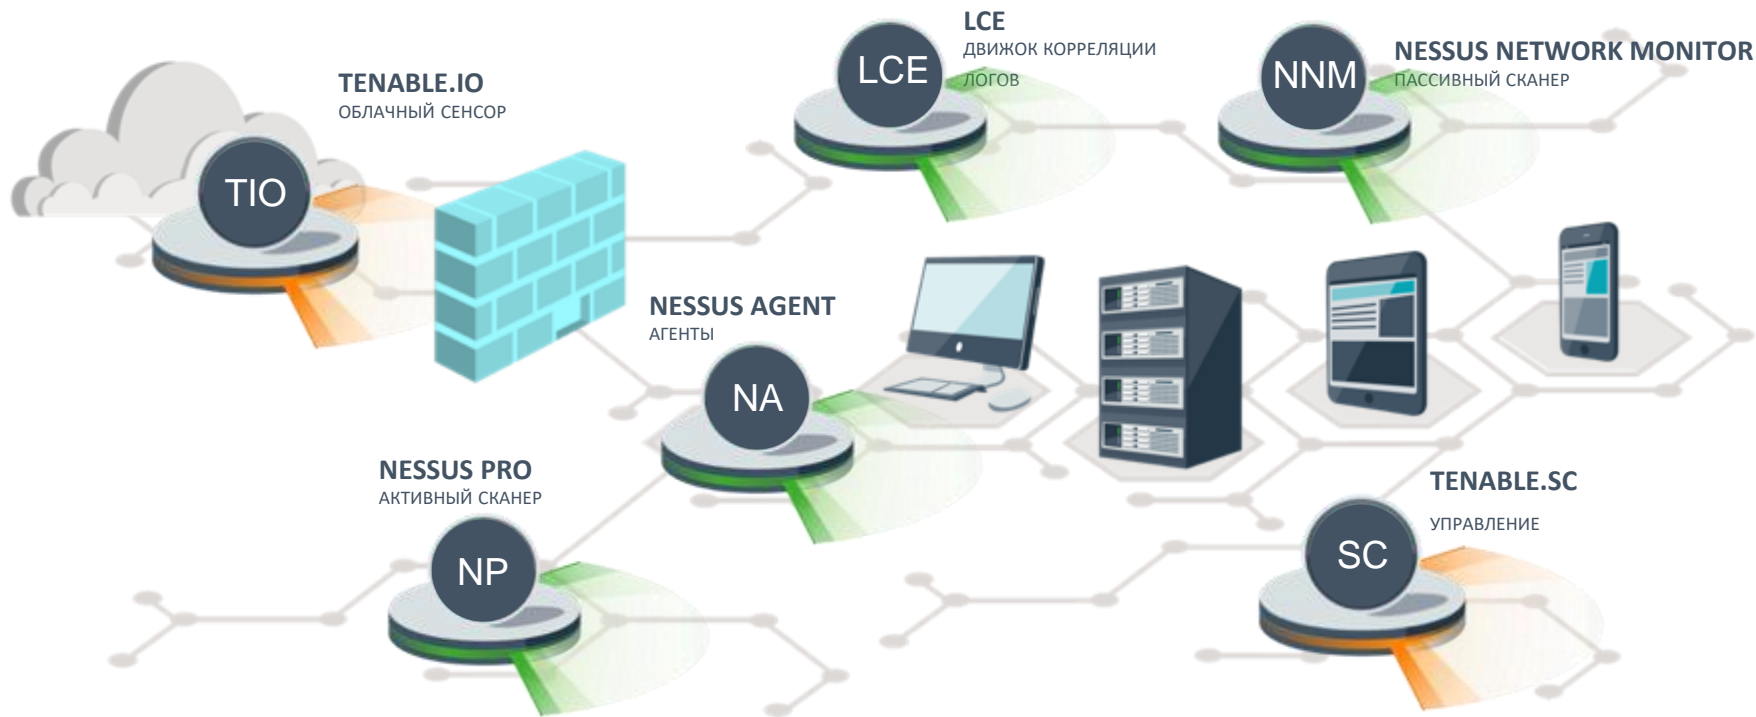 LCE
ДВИЖОК КОРРЕЛЯЦИИ
ЛОГОВ
LCE
NESSUS NETWORK MONITOR
ПАССИВНЫЙ СКАНЕР
NNM
TENABLE.IO
ОБЛАЧНЫЙ СЕНСОР
TIO
NESSUS AGENT
АГЕНТЫ
NA
NESSUS PRO
АКТИВНЫЙ СКАНЕР
NP
TENABLE.SC
УПРАВЛЕНИЕ
SC